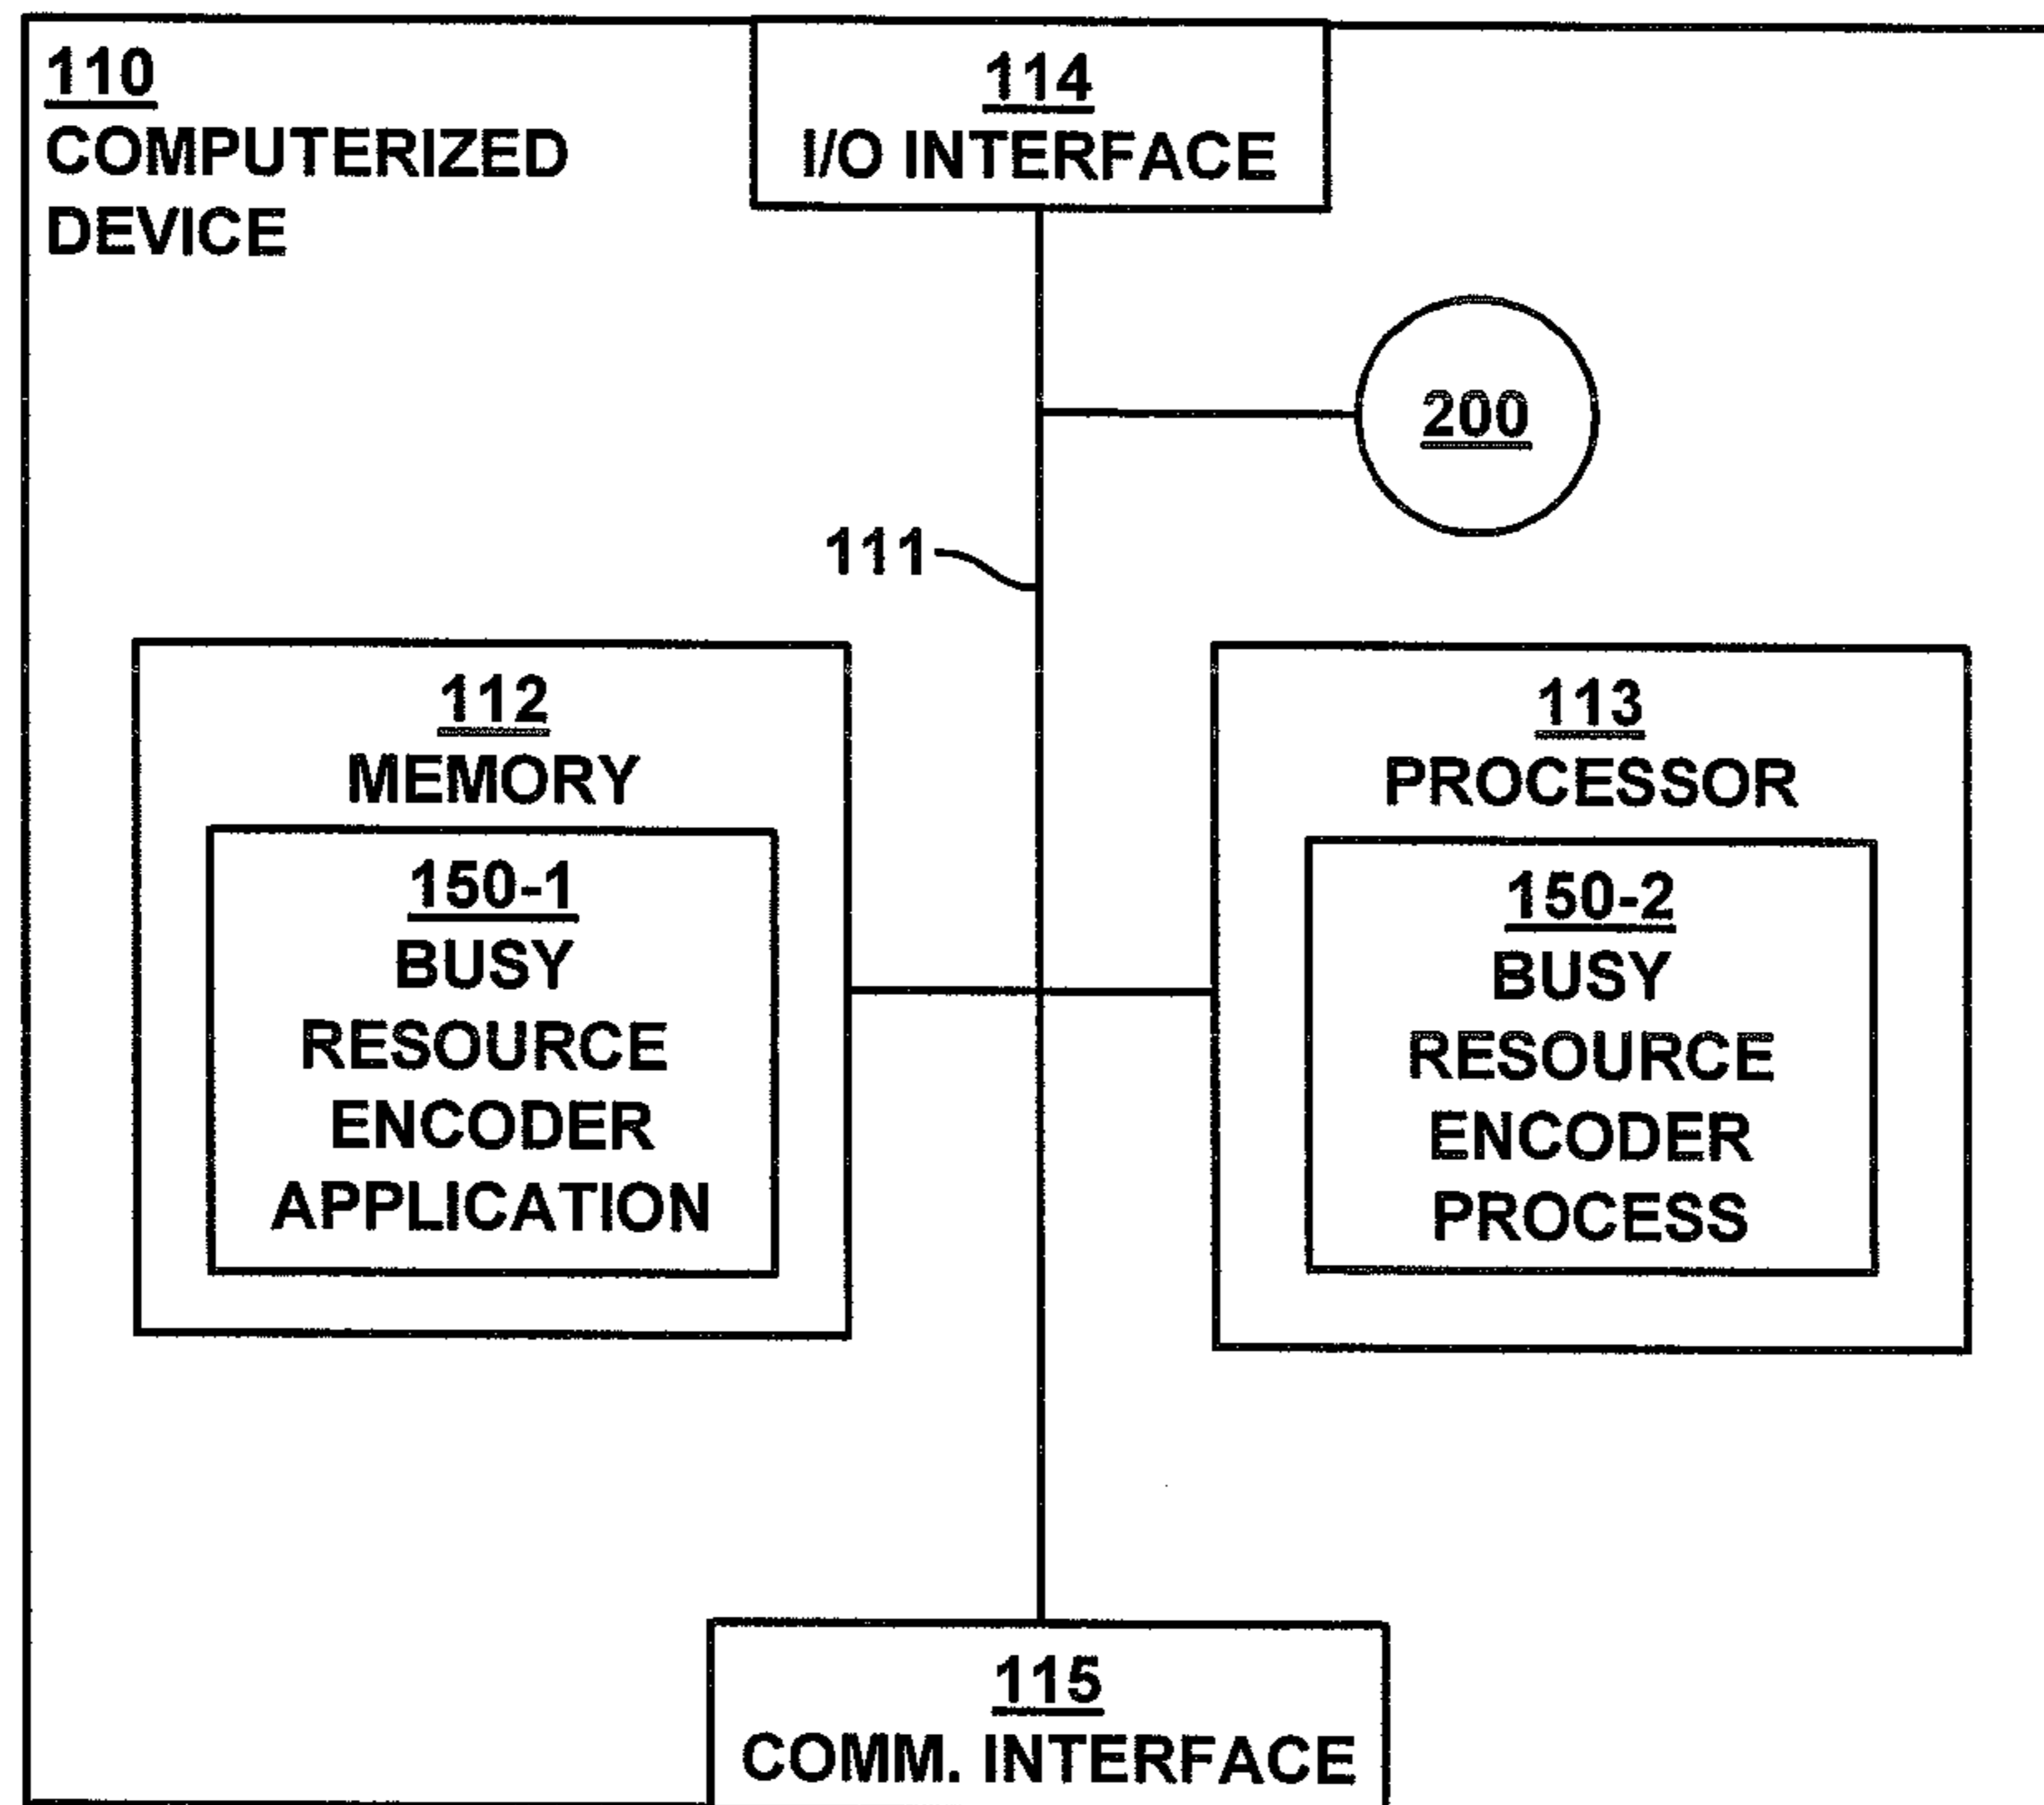 110
COMPUTERIZED
DEVICE
114
I/O INTERFACE
200
111
112
MEMORY
150-1
BUSY
RESOURCE
ENCODER
APPLICATION
113
PROCESSOR
150-2
BUSY
RESOURCE
ENCODER
PROCESS
115
COMM. INTERFACE